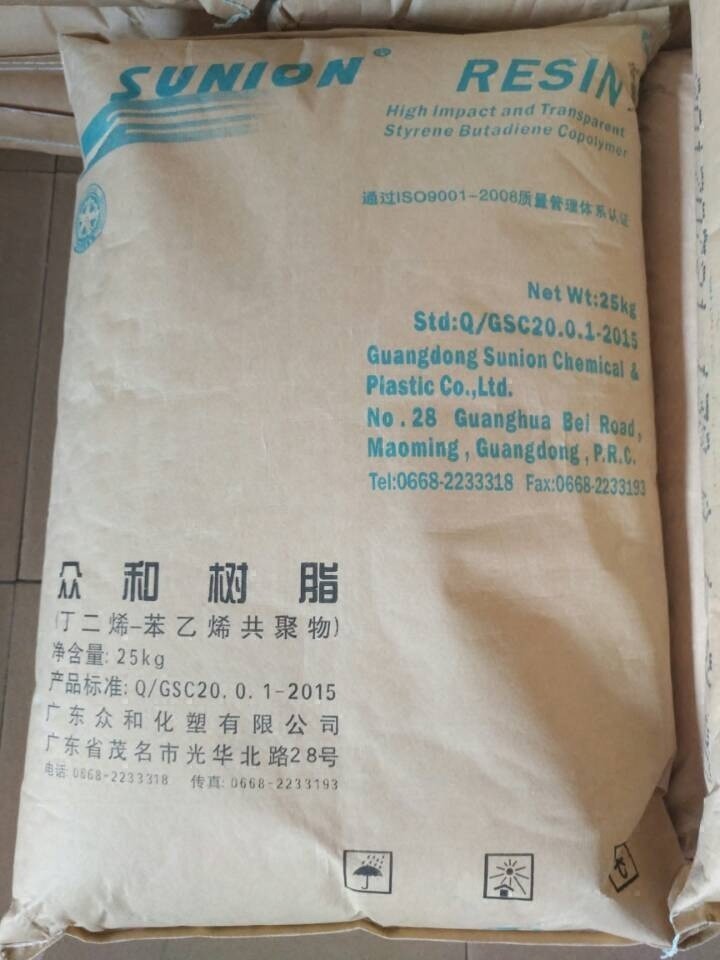 SUNION® RESIN
High Impact and Transparent
Styrene Butadiene Copolymer
通过ISO9001-2008质量管理体系认证
Net Wt:25kg
Std:Q/GSC20.0.1-2015
Guangdong Sunion Chemical &
Plastic Co.,Ltd.
No.28 Guanghua Bei Road,
Maoming, Guangdong, P.R.C.
Tel:0668-2233318 Fax:0668-2233193
众和树脂
(丁二烯-苯乙烯共聚物)
净含量: 25kg
产品标准: Q/GSC20.0.1-2015
广东众和化塑有限公司
广东省茂名市光华北路28号
电话: 0668-2233318 传真: 0668-2233193